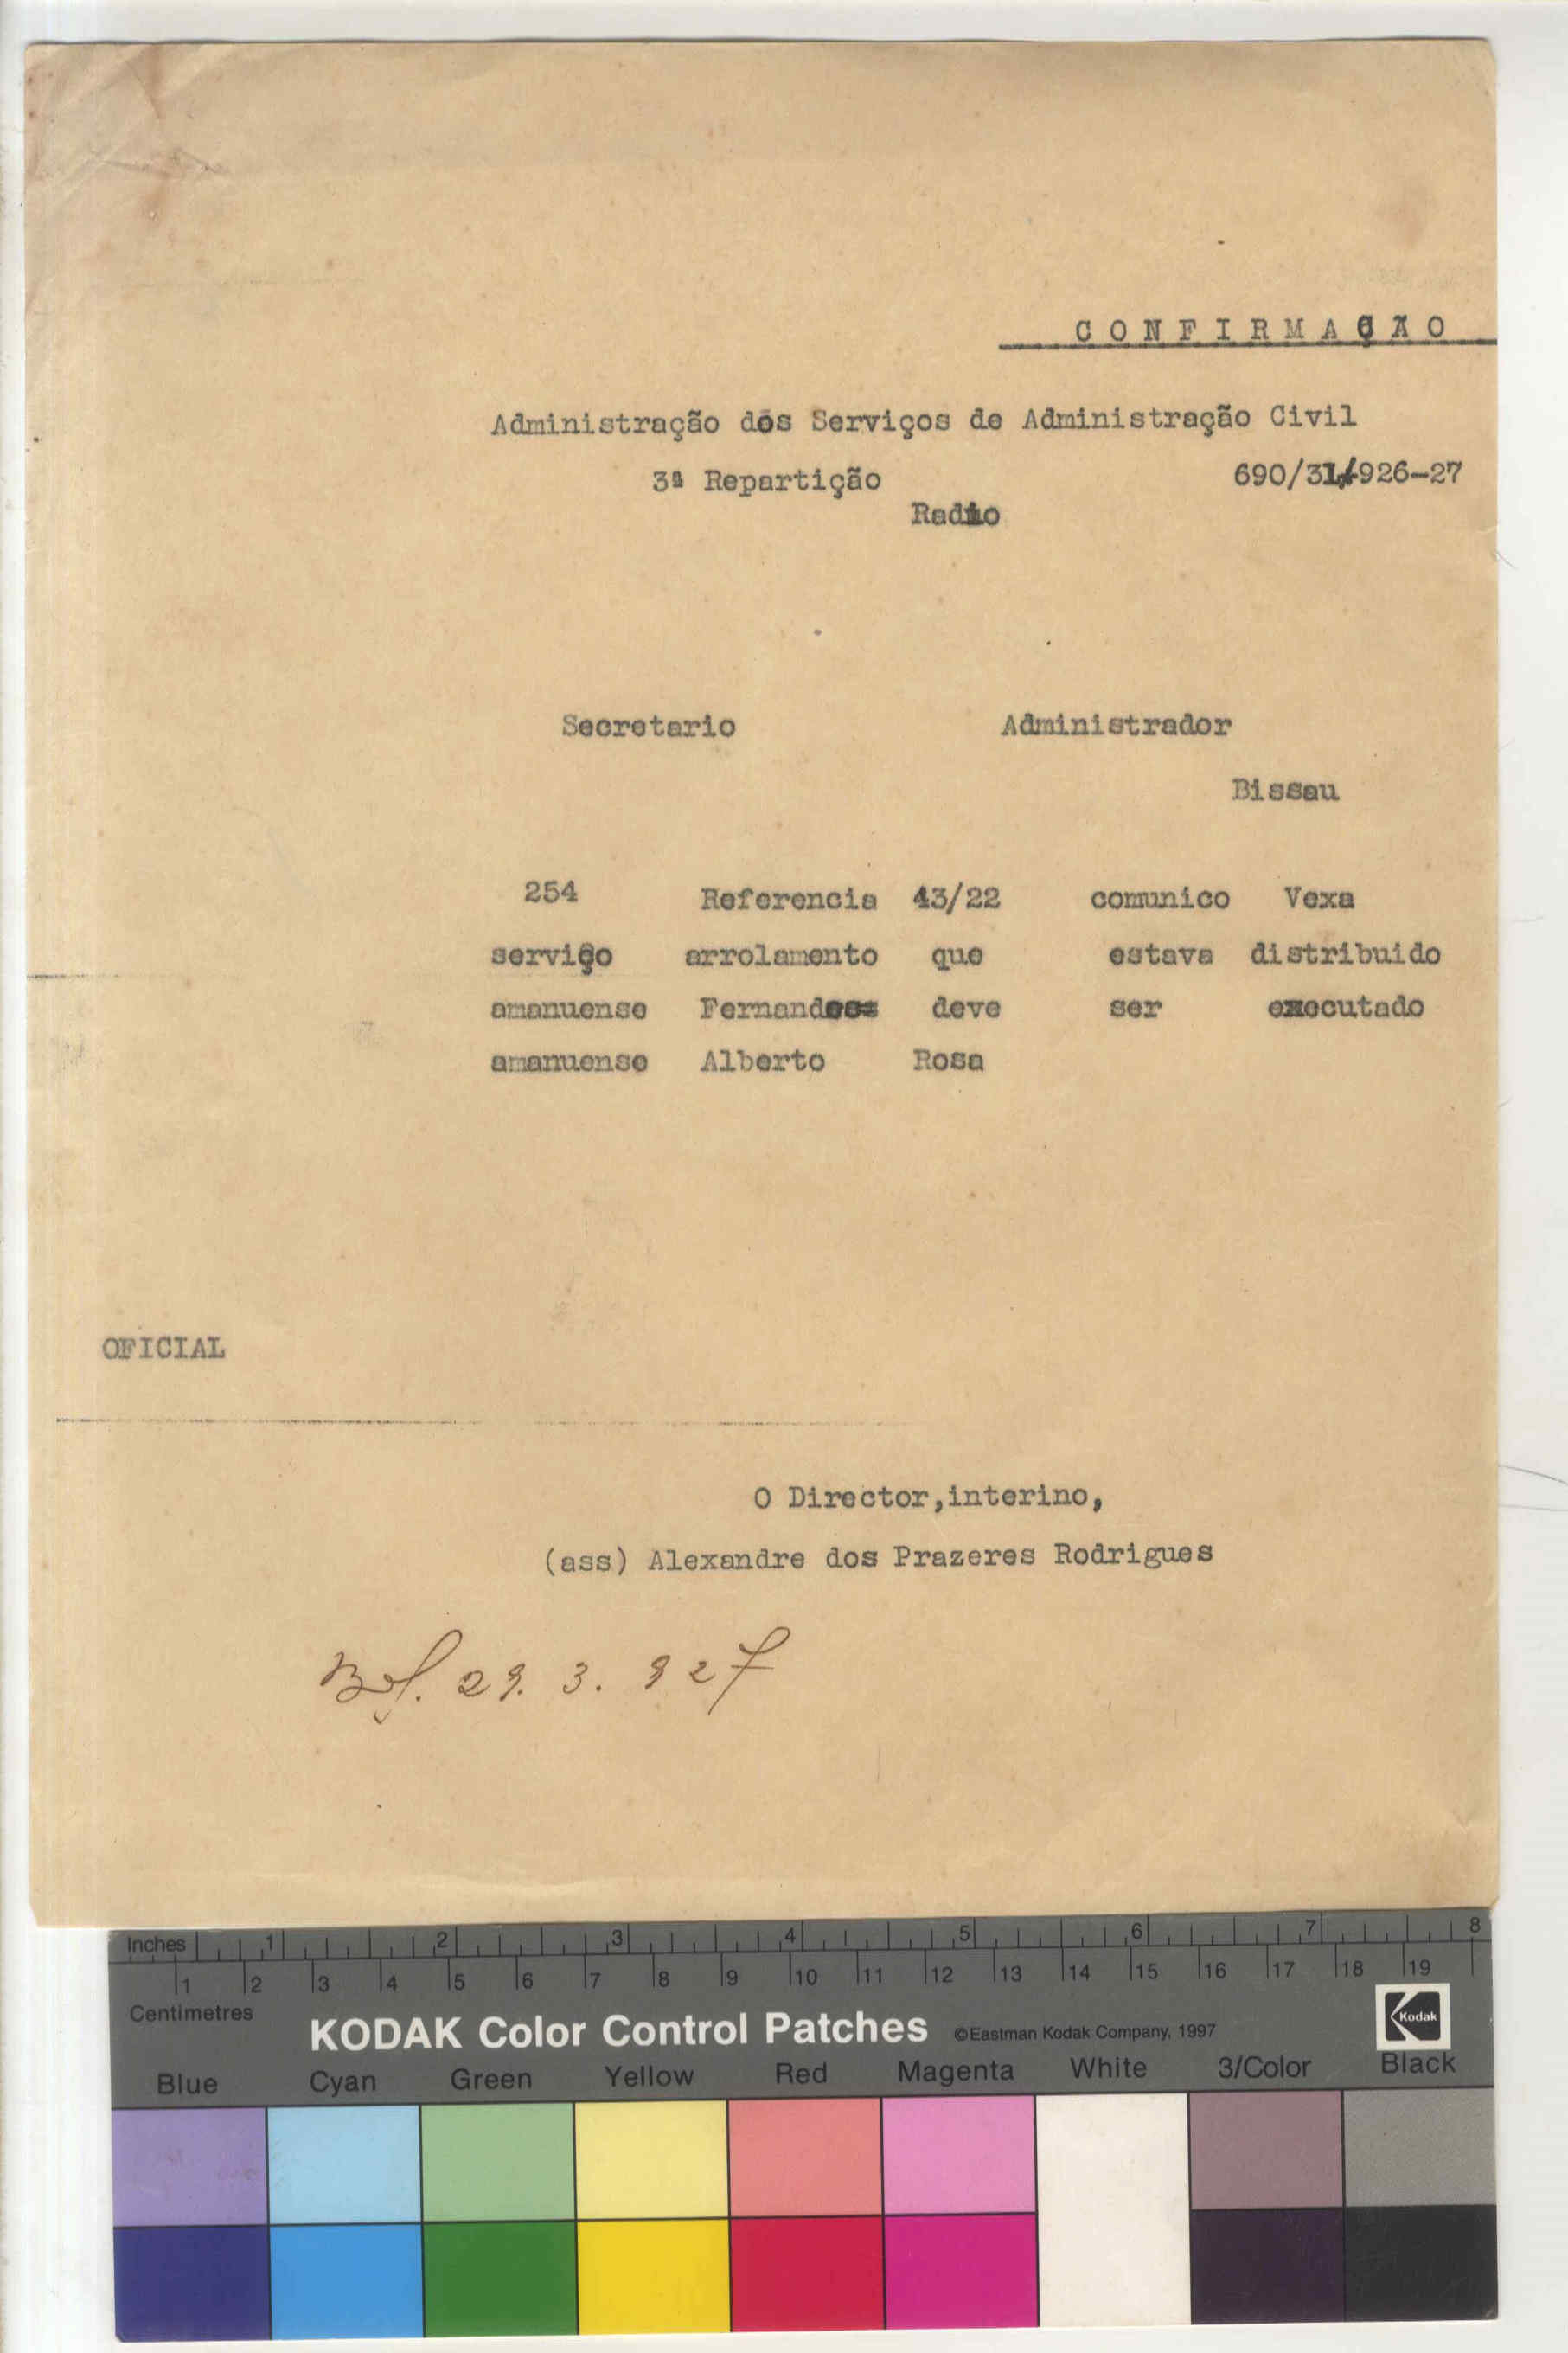 CONFIRMAÇÃO
Administração dos Serviços de Administração Civil
3ª Repartição 690/31/926-27
Radio
Secretario Administrador
Bissau
254 Referencia 43/22 comunico Vexa
serviço arrolamento que estava distribuido
amanuense Fernandes deve ser executado
amanuense Alberto Rosa
OFICIAL
O Director,interino,
(ass) Alexandre dos Prazeres Rodrigues
29. 3. 927
Inches 1 2 3 4 5 6 7 8
1 2 3 4 5 6 7 8 9 10 11 12 13 14 15 16 17 18 19
Centimetres
KODAK Color Control Patches ©Eastman Kodak Company, 1997 Kodak
Blue Cyan Green Yellow Red Magenta White 3/Color Black